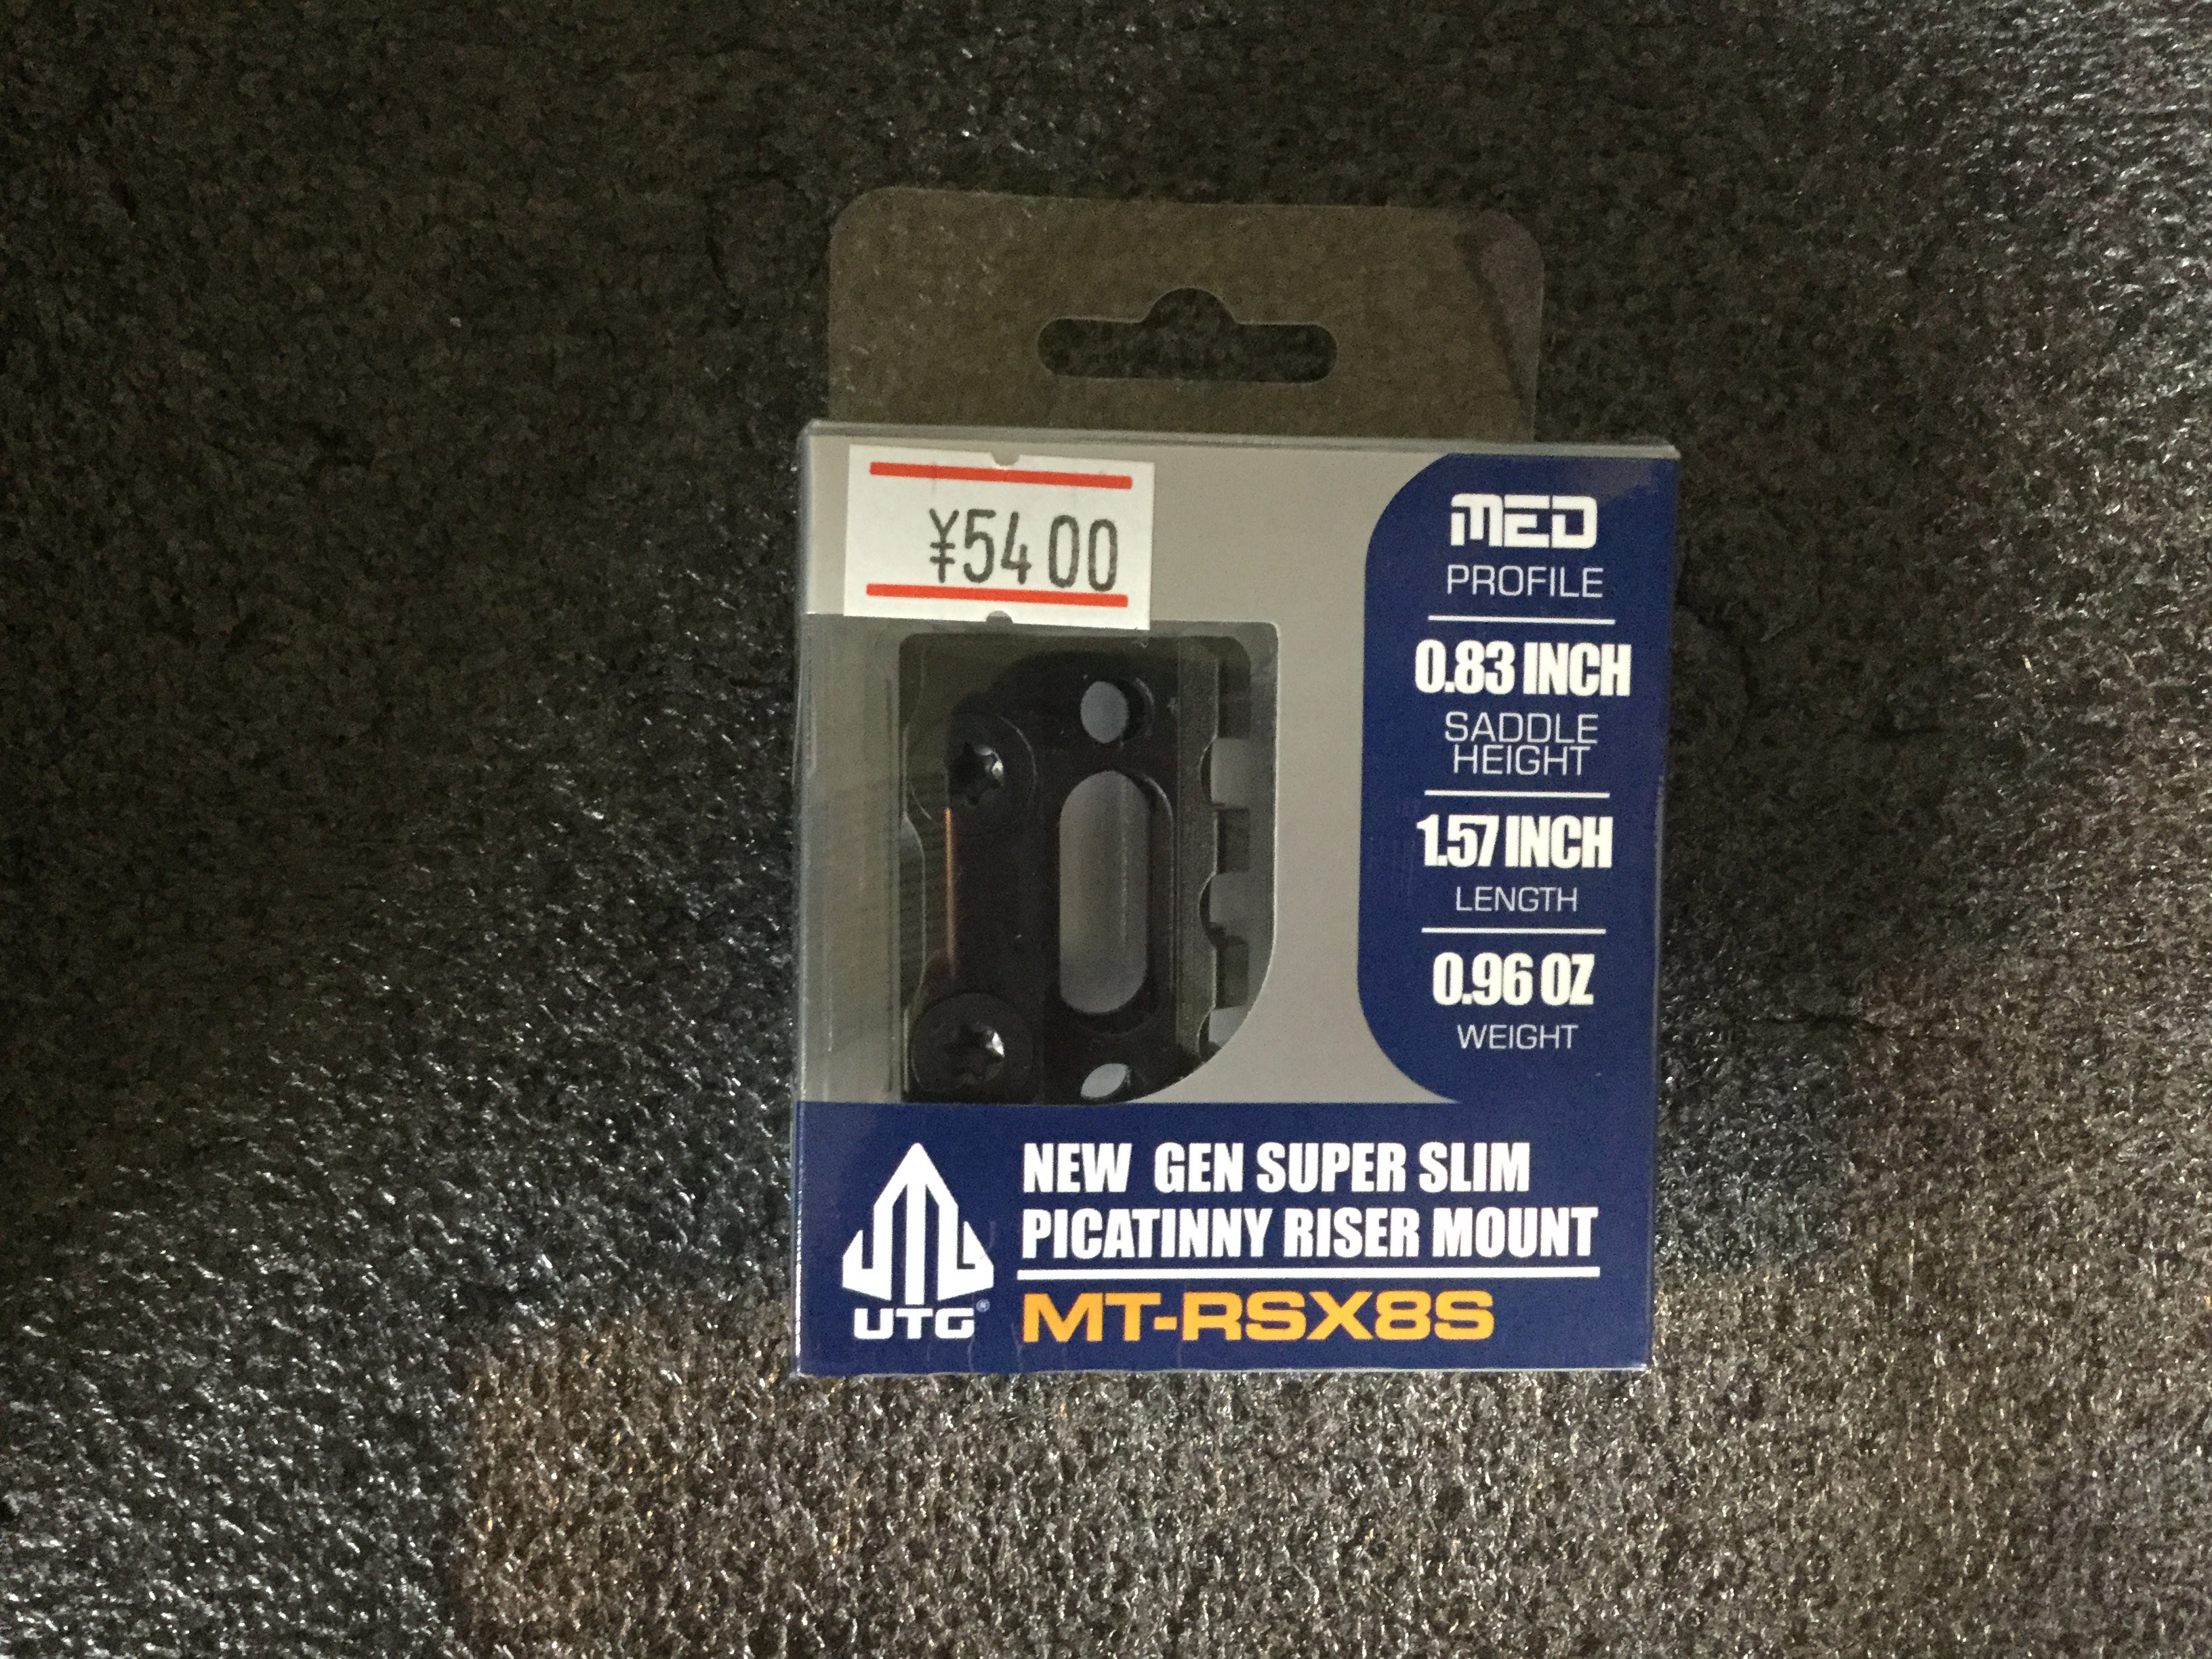 ¥5400
MED
PROFILE
0.83 INCH
SADDLE
HEIGHT
1.57 INCH
LENGTH
0.96 OZ
WEIGHT
NEW GEN SUPER SLIM
PICATINNY RISER MOUNT
UTG®
MT-RSX8S